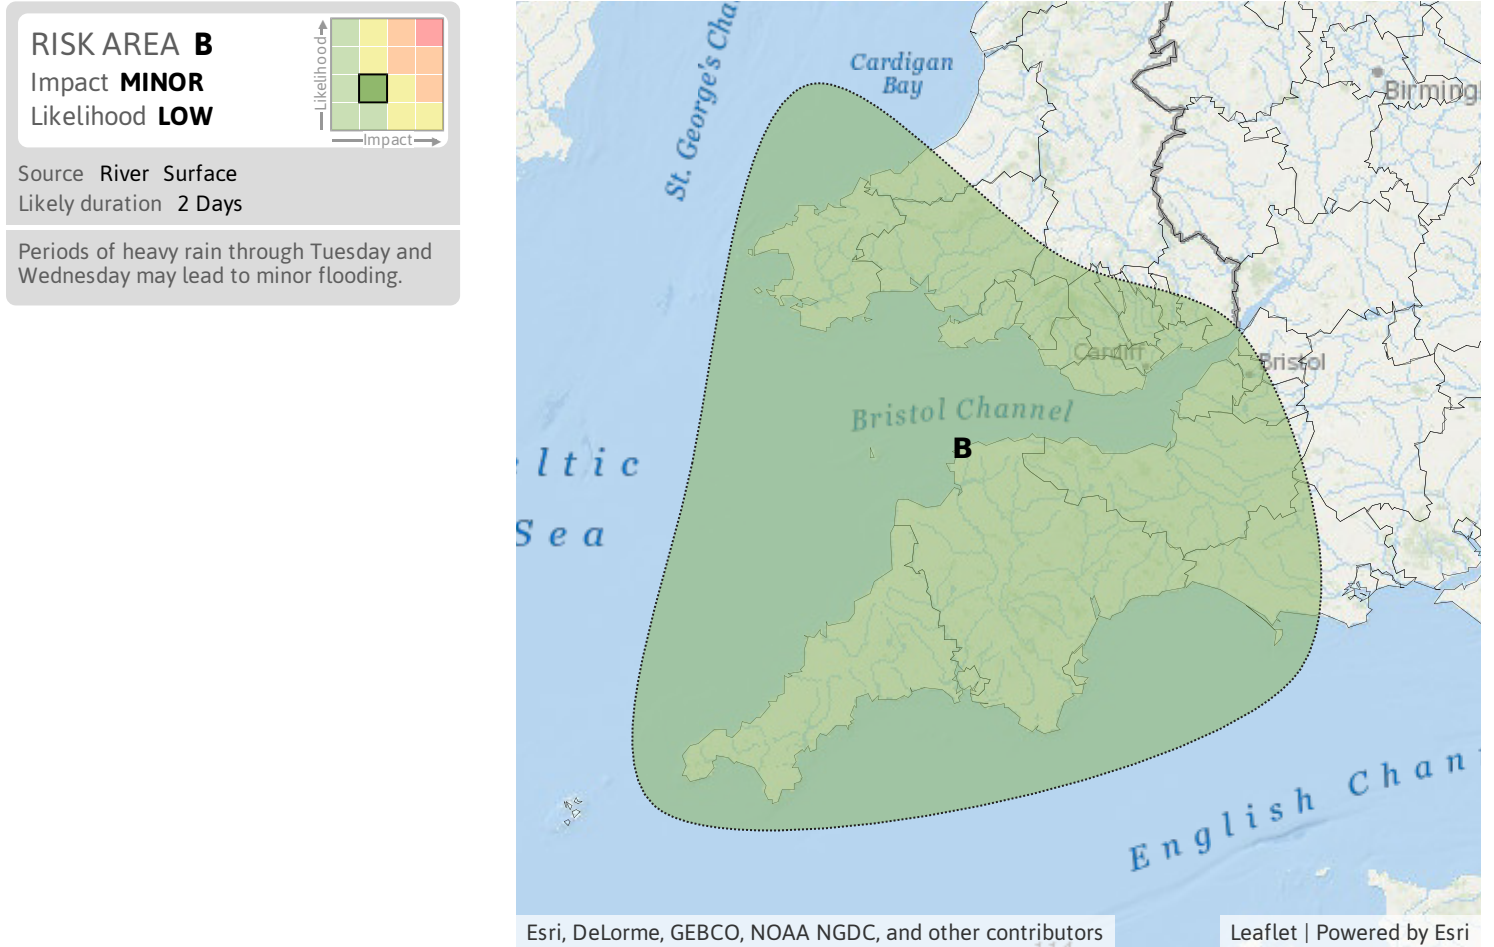 RISK AREA B
Impact MINOR
Likelihood LOW
Likelihood
Impact
Source River Surface
Likely duration 2 Days
Periods of heavy rain through Tuesday and
Wednesday may lead to minor flooding.
St. George's Cha
Cardigan
Bay
Birmingh
Cardiff
Bristol
Bristol Channel
B
eltic
Sea
English Chan
Esri, DeLorme, GEBCO, NOAA NGDC, and other contributors
Leaflet | Powered by Esri